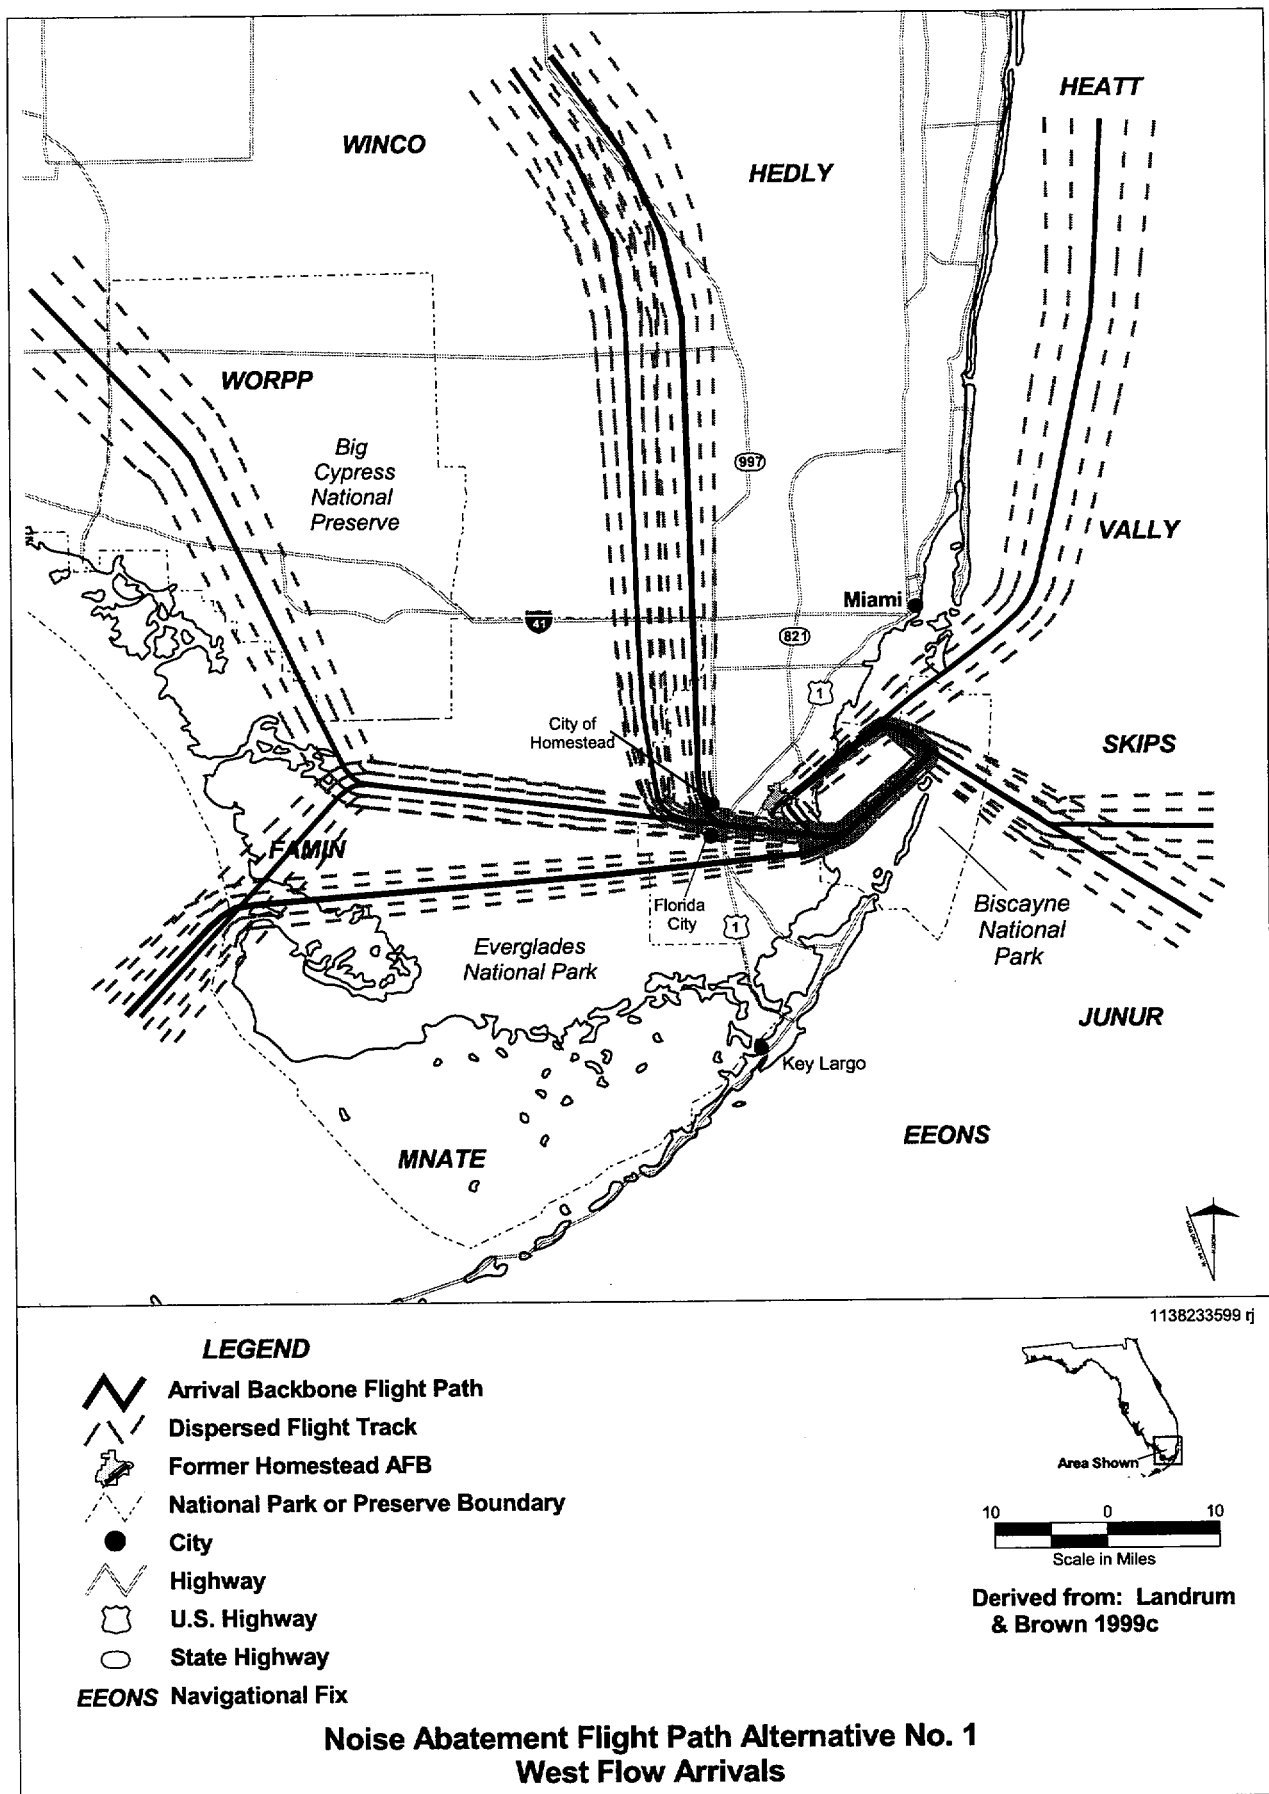 HEATT
WINCO
HEDLY
WORPP
Big
Cypress
National
Preserve
997
VALLY
Miami
41
821
1
City of
Homestead
SKIPS
FAMIN
Florida
City
1
Biscayne
National
Park
Everglades
National Park
JUNUR
Key Largo
EEONS
MNATE
NORTH
1138233599 rj
LEGEND
Arrival Backbone Flight Path
Dispersed Flight Track
Former Homestead AFB
National Park or Preserve Boundary
City
Highway
U.S. Highway
State Highway
EEONS Navigational Fix
Area Shown
10 0 10
Scale in Miles
Derived from: Landrum
& Brown 1999c
Noise Abatement Flight Path Alternative No. 1
West Flow Arrivals